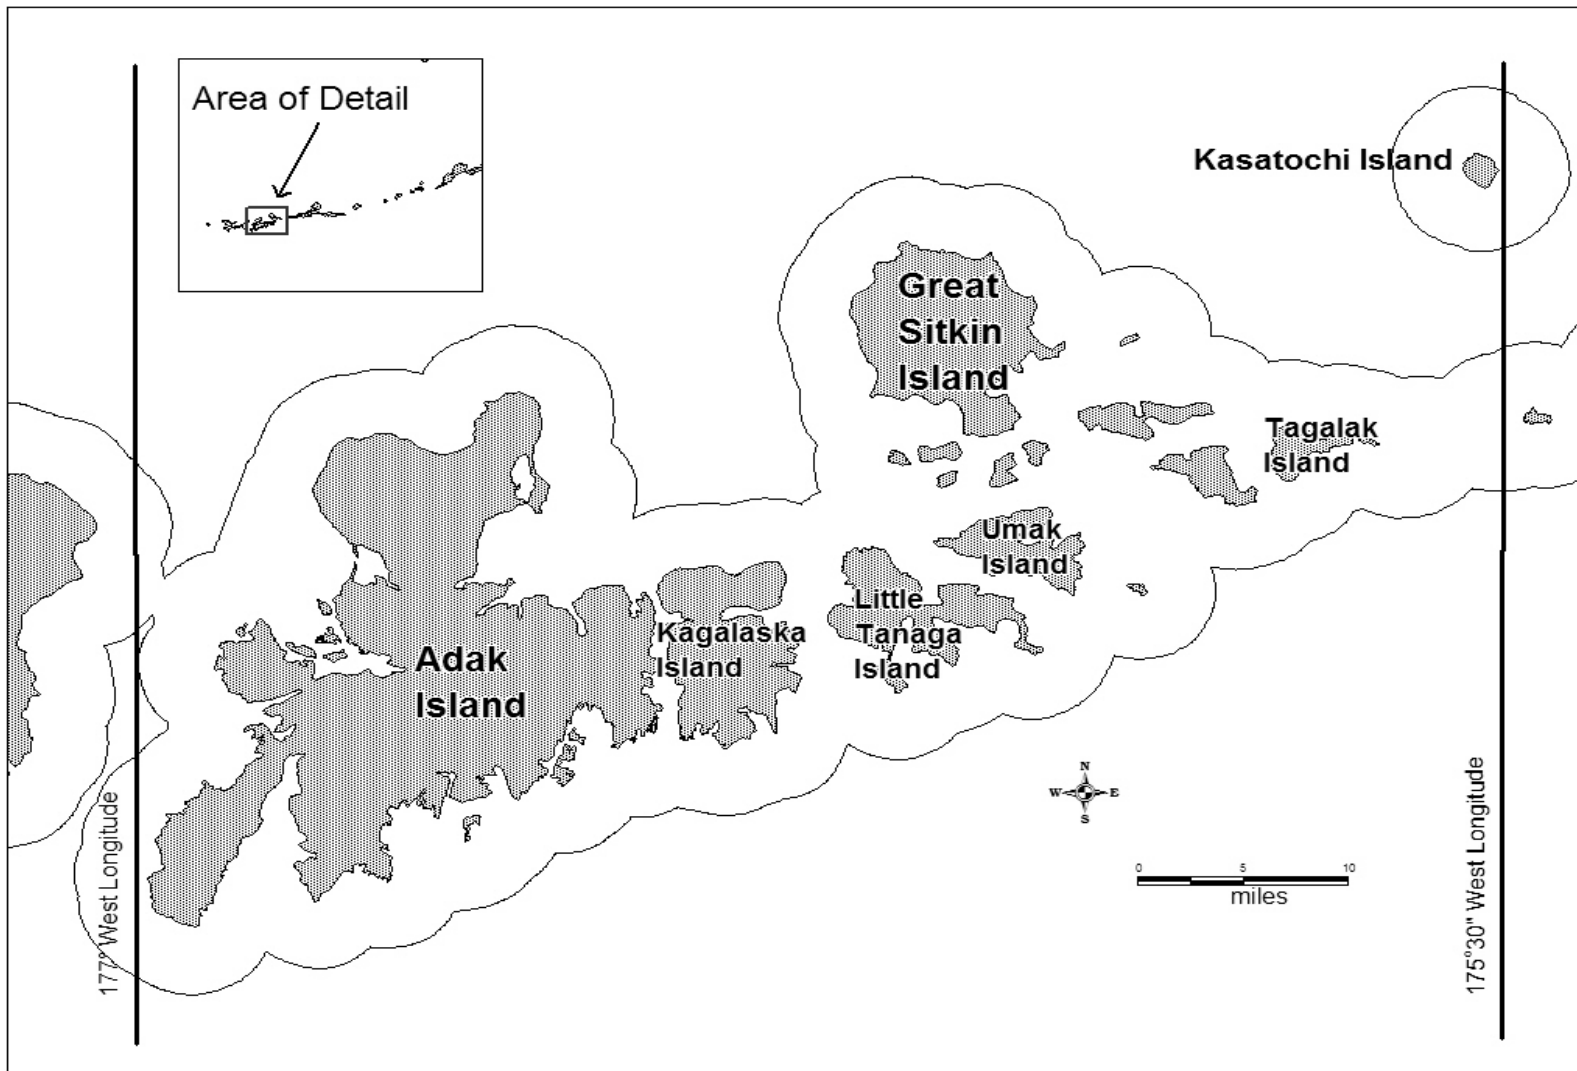 Area of Detail
Kasatochi Island
Great
Sitkin
Island
Tagalak
Island
Umak
Island
Little
Tanaga
Island
Kagalaska
Island
Adak
Island
N
W E
S
0 5 10
miles
177° West Longitude
175°30" West Longitude